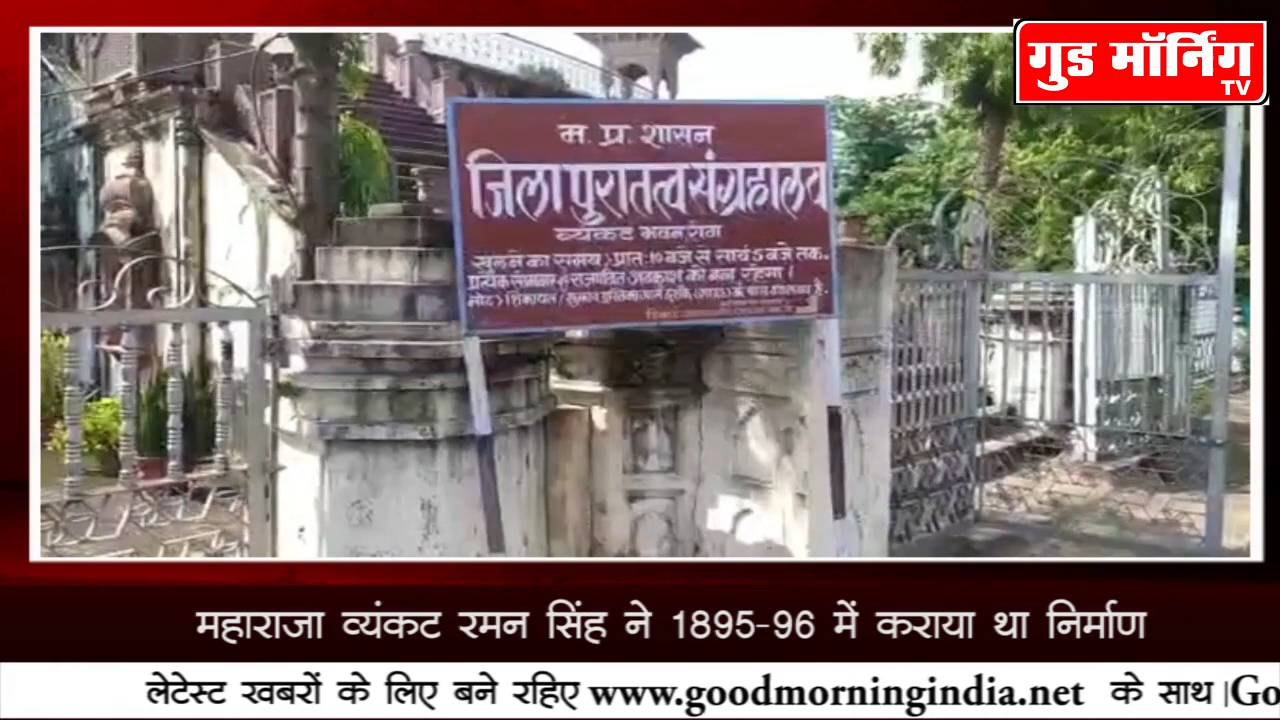 गुड मॉर्निंग
TV
म. प्र. शासन
जिला पुरातत्व संग्रहालय
व्यंकट भवन रीवा
खुलने का समय प्रातः 10 बजे से सायं 5 बजे तक.
प्रत्येक सोमवार राजपत्रित अवकाश को बन्द रहेगा ।
नोट शिकायत / सुझाव
महाराजा व्यंकट रमन सिंह ने 1895-96 में कराया था निर्माण
लेटेस्ट खबरों के लिए बने रहिए www.goodmorningindia.net के साथ |Go